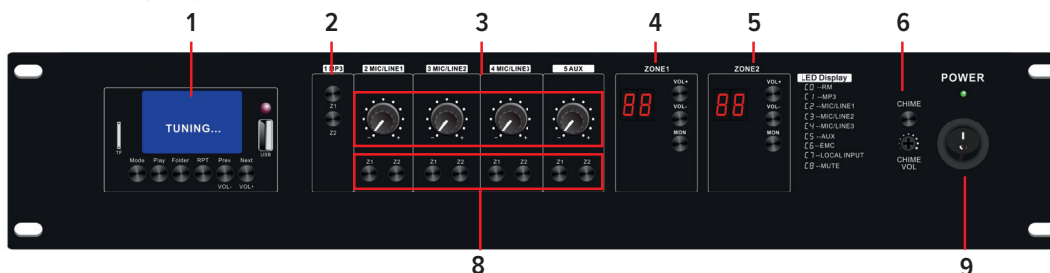 1 2 3 4 5 6
1 MP3 2 MIC/LINE1 3 MIC/LINE2 4 MIC/LINE3 5 AUX
ZONE1 ZONE2
TUNING...
TF USB
Mode Play Folder RPT Prev Next
VOL- VOL+
Z1
Z2
Z1 Z2 Z1 Z2 Z1 Z2 Z1 Z2
88
VOL+
VOL-
MON
88
VOL+
VOL-
MON
LED Display
C0 --RM
C1 --MP3
C2 --MIC/LINE1
C3 --MIC/LINE2
C4 --MIC/LINE3
C5 --AUX
C6 --EMC
C7 --LOCAL INPUT
C8 --MUTE
CHIME
CHIME
VOL
POWER
8 9